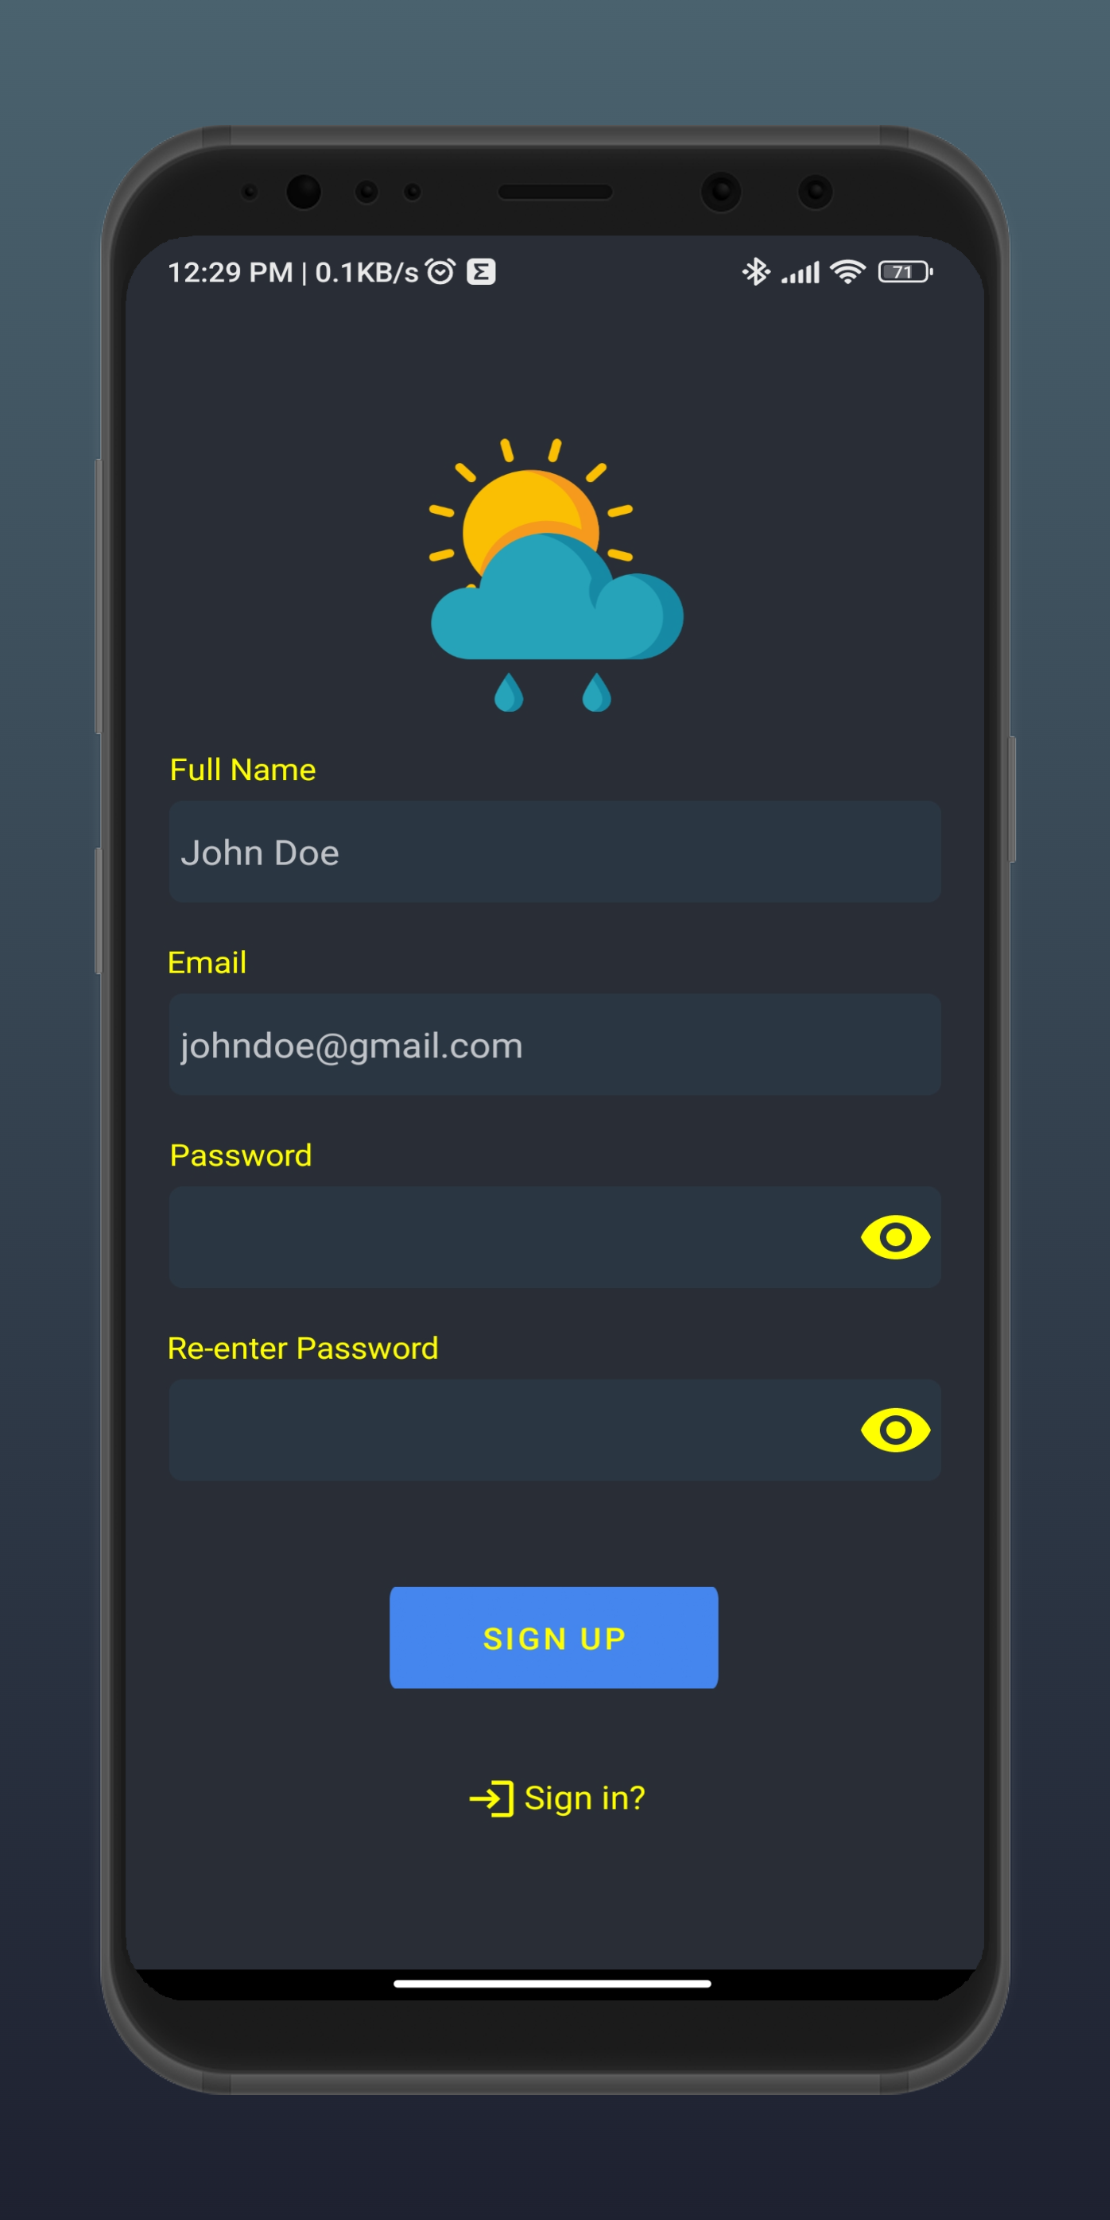 12:29 PM | 0.1KB/s Σ 71
Full Name
John Doe
Email
johndoe@gmail.com
Password
Re-enter Password
SIGN UP
Sign in?